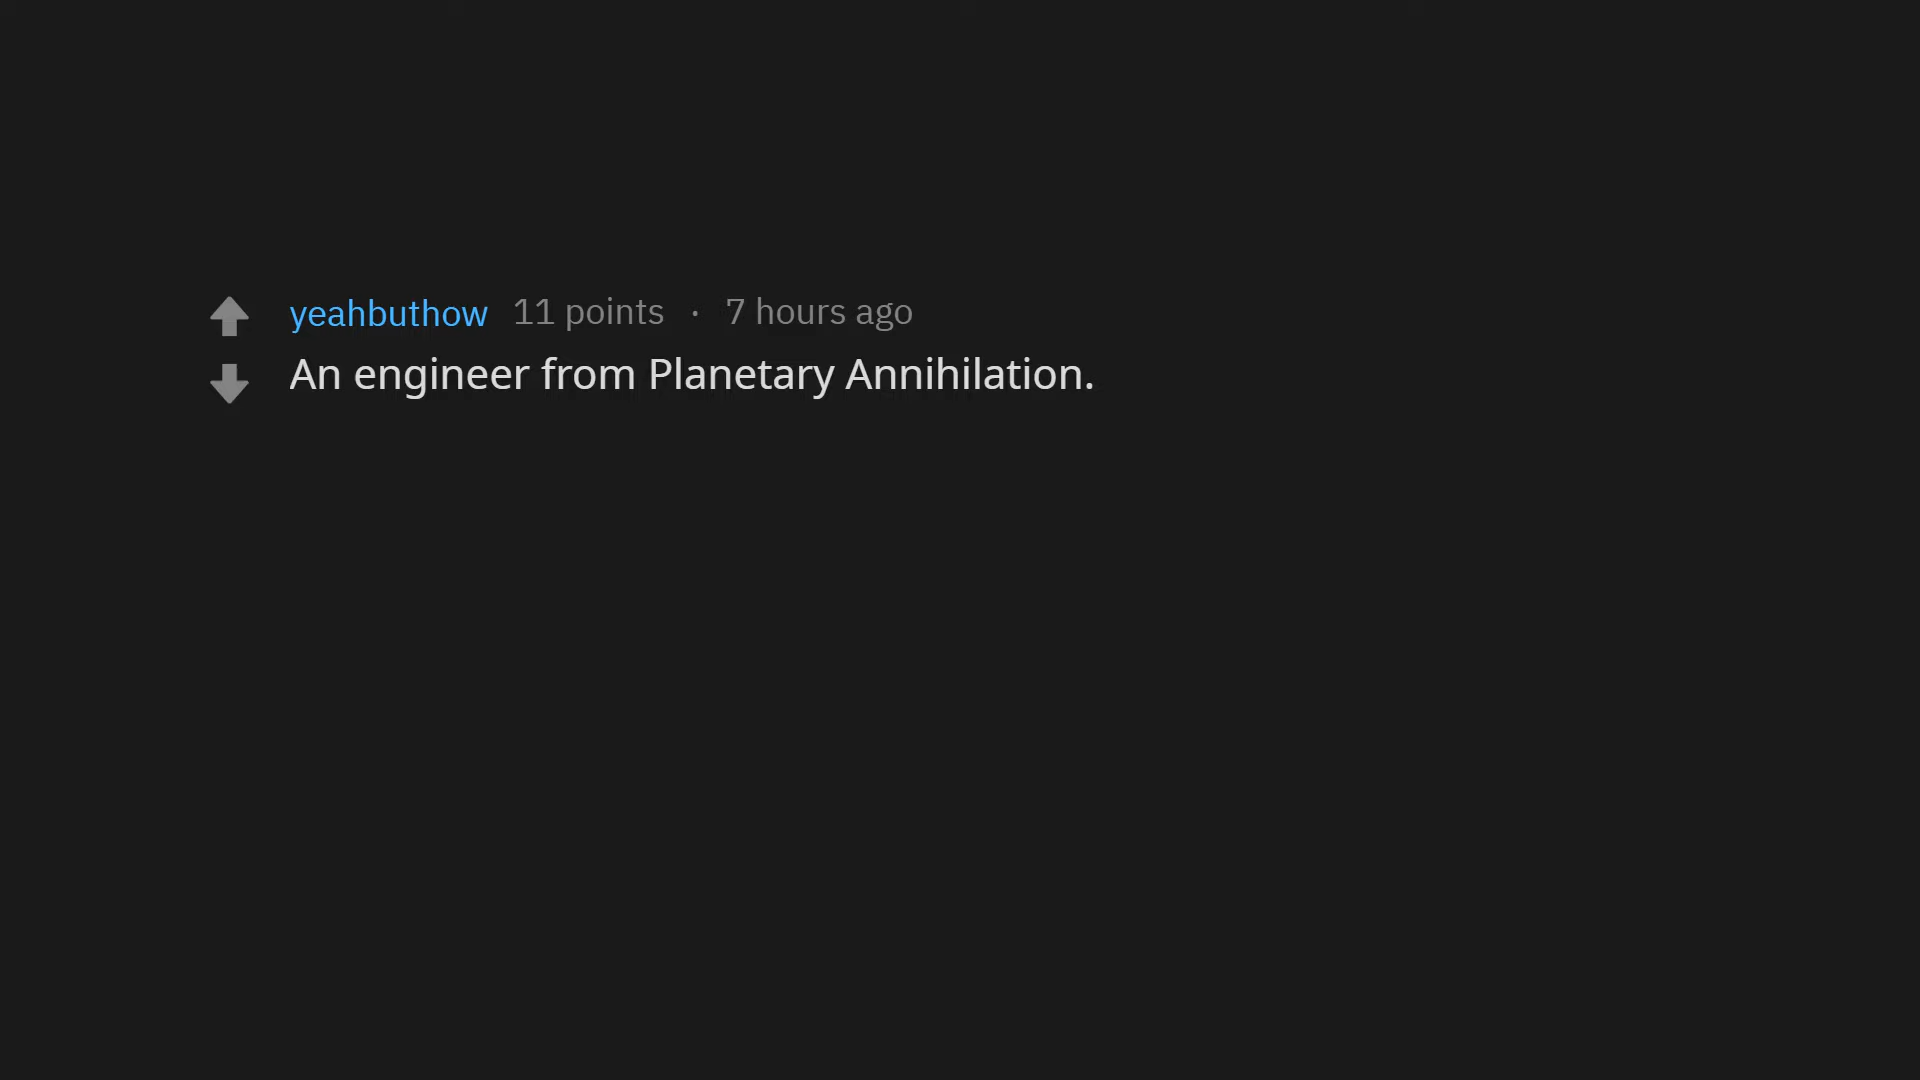 yeahbuthow 11 points · 7 hours ago
An engineer from Planetary Annihilation.